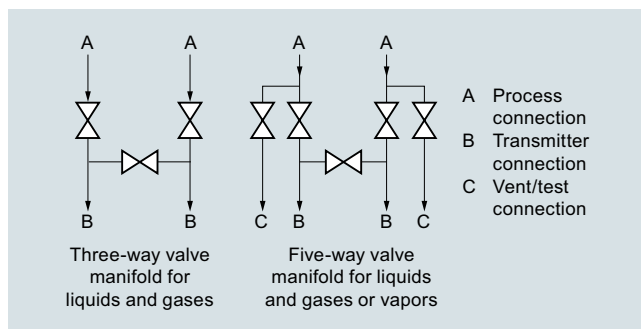 A A A A
A Process
connection
B Transmitter
connection
C Vent/test
connection
B B C B B C
Three-way valve
manifold for
liquids and gases
Five-way valve
manifold for liquids
and gases or vapors